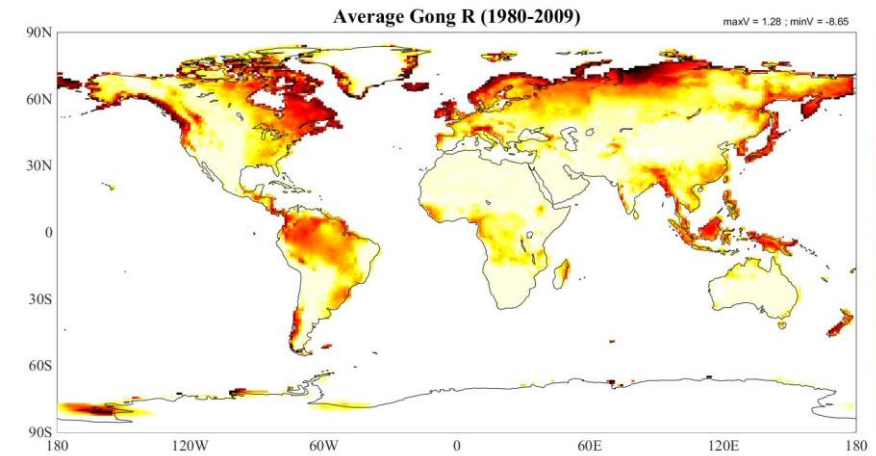 Average Gong R (1980-2009)
maxV = 1.28 ; minV = -8.65
90N
60N
30N
0
30S
60S
90S
180 120W 60W 0 60E 120E 180